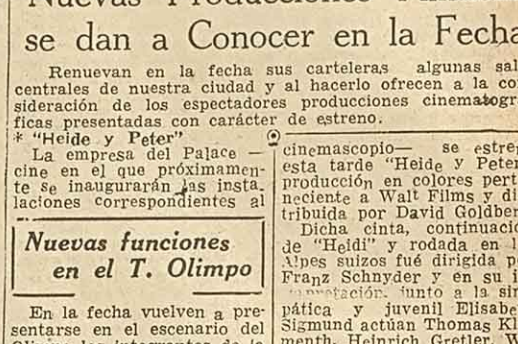 Nuevas Producciones
se dan a Conocer en la Fecha
Renuevan en la fecha sus carteleras algunas sal
centrales de nuestra ciudad y al hacerlo ofrecen a la co
sideración de los espectadores producciones cinematogr
ficas presentadas con carácter de estreno.
* "Heide y Peter"
La empresa del Palace —
cine en el que próximamen-
te se inaugurarán las insta.
laciones correspondientes al
Nuevas funciones
en el T. Olimpo
En la fecha vuelven a pre-
sentarse en el escenario del
cinemascopio— se estre
esta tarde "Heide y Peter
producción en colores pert
neciente a Walt Films y di
tribuida por David Goldber
Dicha cinta, continuació
de "Heidi" y rodada en l
Alpes suizos fué dirigida p
Franz Schnyder y en su i
junto a la sim
pática y juvenil Elisabe
Sigmund actúan Thomas Kl
menth, Heinrich Gretler, W